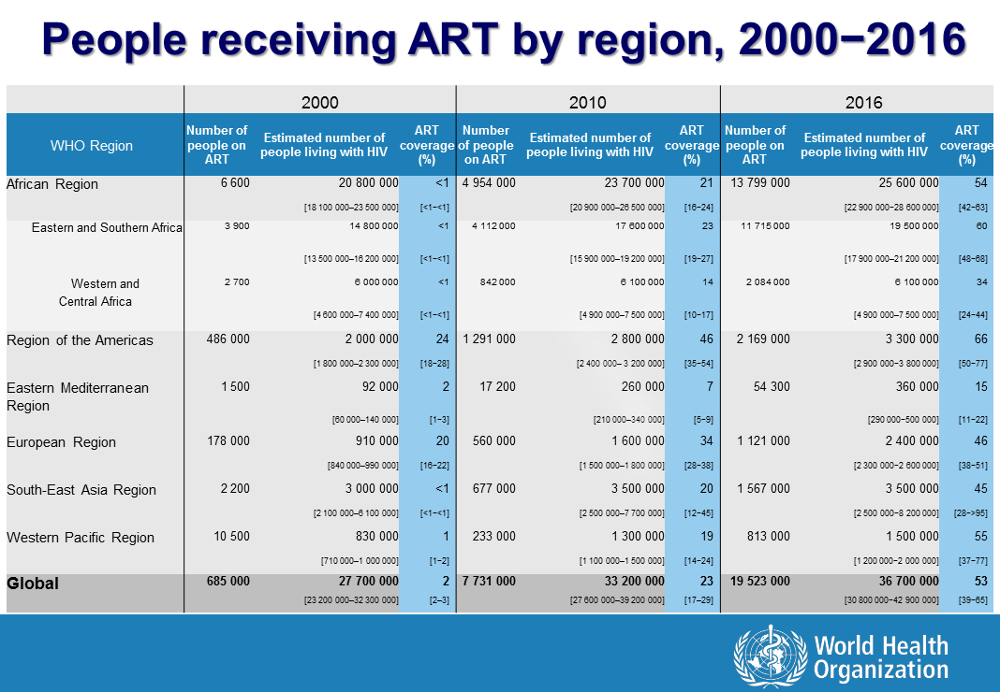 People receiving ART by region, 2000−2016
2000 2010 2016
WHO Region Number of people on ART Estimated number of people living with HIV ART coverage (%) Number of people on ART Estimated number of people living with HIV ART coverage (%) Number of people on ART Estimated number of people living with HIV ART coverage (%)
African Region 6 600 20 800 000 <1 4 954 000 23 700 000 21 13 799 000 25 600 000 54
[18 100 000–23 500 000] [<1–<1] [20 900 000–26 500 000] [16–24] [22 900 000−28 600 000] [42−63]
Eastern and Southern Africa 3 900 14 800 000 <1 4 112 000 17 600 000 23 11 715 000 19 500 000 60
[13 500 000–16 200 000] [<1−<1] [15 900 000–19 200 000] [19–27] [17 900 000−21 200 000] [48−68]
Western and 2 700 6 000 000 <1 842 000 6 100 000 14 2 084 000 6 100 000 34
Central Africa
[4 600 000–7 400 000] [<1−<1] [4 900 000–7 500 000] [10–17] [4 900 000−7 500 000] [24−44]
Region of the Americas 486 000 2 000 000 24 1 291 000 2 800 000 46 2 169 000 3 300 000 66
[1 800 000–2 300 000] [18−28] [2 400 000– 3 200 000] [35−54] [2 900 000−3 800 000] [50−77]
Eastern Mediterranean 1 500 92 000 2 17 200 260 000 7 54 300 360 000 15
Region
[60 000–140 000] [1−3] [210 000–340 000] [5−9] [290 000−500 000] [11−22]
European Region 178 000 910 000 20 560 000 1 600 000 34 1 121 000 2 400 000 46
[840 000–990 000] [16−22] [1 500 000–1 800 000] [28−38] [2 300 000−2 600 000] [38−51]
South-East Asia Region 2 200 3 000 000 <1 677 000 3 500 000 20 1 567 000 3 500 000 45
[2 100 000–6 100 000] [<1−<1] [2 500 000–7 700 000] [12−45] [2 500 000−8 200 000] [28−>95]
Western Pacific Region 10 500 830 000 1 233 000 1 300 000 19 813 000 1 500 000 55
[710 000–1 000 000] [1−2] [1 100 000–1 500 000] [14−24] [1 200 000−2 000 000] [37−77]
Global 685 000 27 700 000 2 7 731 000 33 200 000 23 19 523 000 36 700 000 53
[23 200 000–32 300 000] [2−3] [27 600 000–39 200 000] [17−29] [30 800 000−42 900 000] [39−65]
World Health
Organization